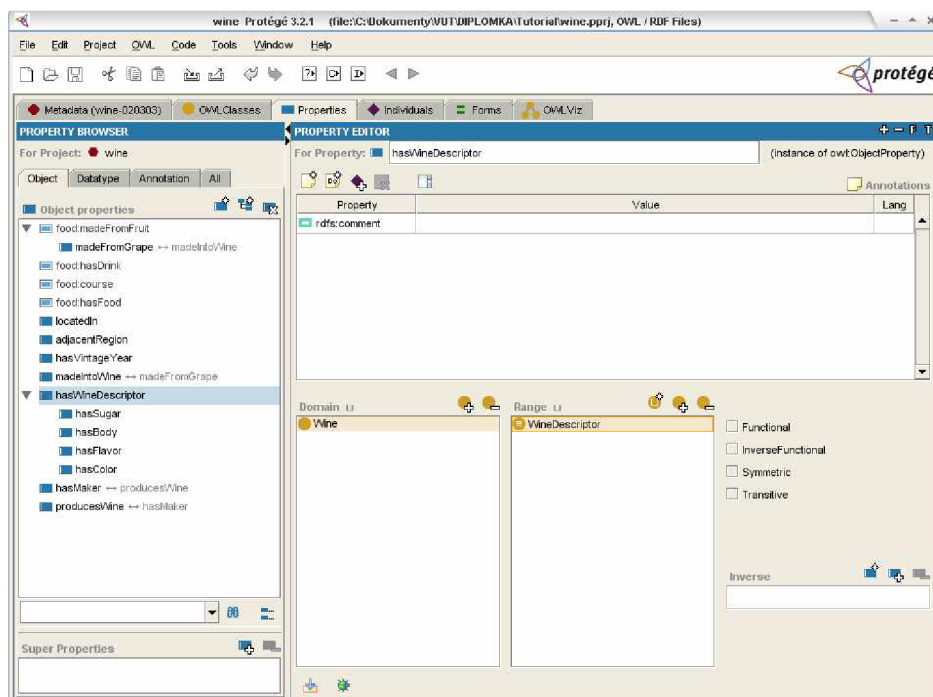 wine Protégé 3.2.1 (file:\C:\Dokumenty\VUT\DIPLOMKA\Tutorial\wine.pprj, OWL / RDF Files)
File Edit Project OWL Code Tools Window Help
protégé
Metadata (wine-020303) OWLClasses Properties Individuals Forms OWLViz
PROPERTY BROWSER
For Project: wine
Object Datatype Annotation All
Object properties
food:madeFromFruit
madeFromGrape ↔ madeIntoWine
food:hasDrink
food:course
food:hasFood
locatedIn
adjacentRegion
hasVintageYear
madeIntoWine ↔ madeFromGrape
hasWineDescriptor
hasSugar
hasBody
hasFlavor
hasColor
hasMaker ↔ producesWine
producesWine ↔ hasMaker
Super Properties
PROPERTY EDITOR
+ − F T
For Property: hasWineDescriptor (instance of owl:ObjectProperty)
Annotations
Property Value Lang
rdfs:comment
Domain ⊔
Wine
Range ⊔
WineDescriptor
Functional
InverseFunctional
Symmetric
Transitive
Inverse